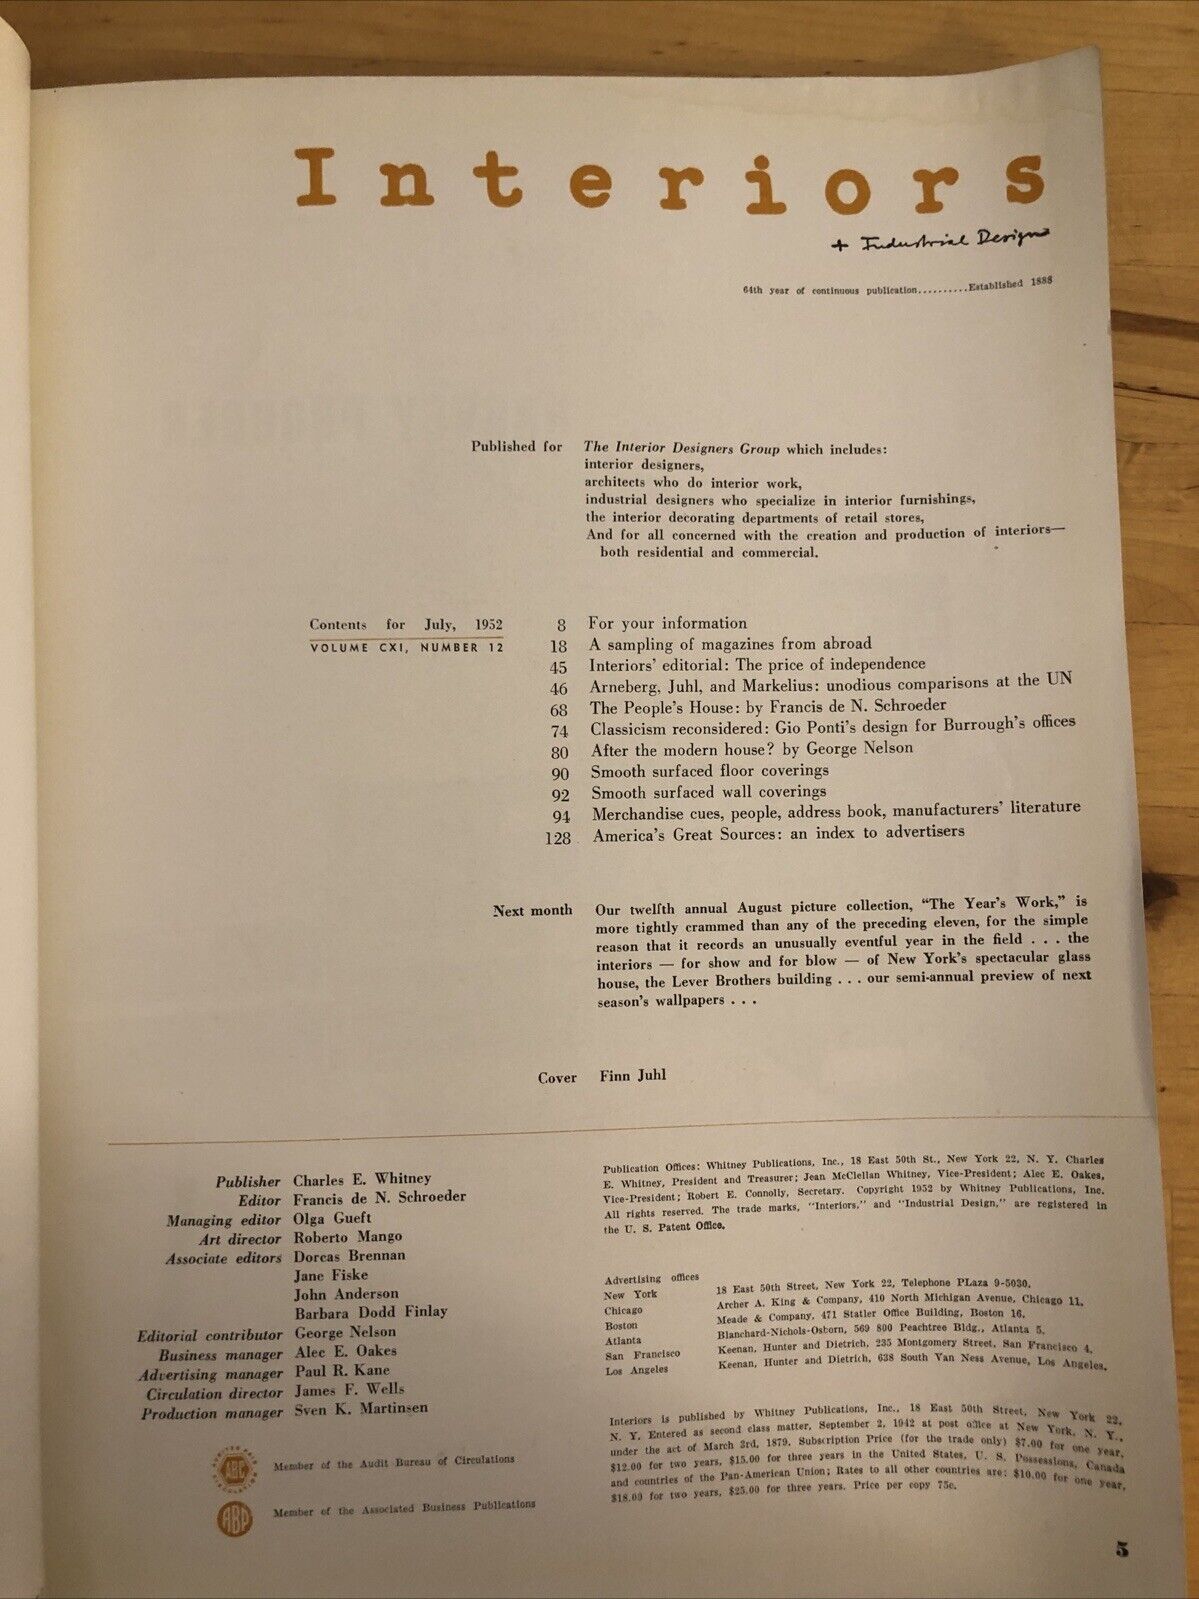 Interiors
+ Industrial Design
64th year of continuous publication..........Established 1888
Published for The Interior Designers Group which includes:
interior designers,
architects who do interior work,
industrial designers who specialize in interior furnishings,
the interior decorating departments of retail stores,
And for all concerned with the creation and production of interiors—
both residential and commercial.
Contents for July, 1952
VOLUME CXI, NUMBER 12
8 For your information
18 A sampling of magazines from abroad
45 Interiors' editorial: The price of independence
46 Arneberg, Juhl, and Markelius: unodious comparisons at the UN
68 The People's House: by Francis de N. Schroeder
74 Classicism reconsidered: Gio Ponti's design for Burrough's offices
80 After the modern house? by George Nelson
90 Smooth surfaced floor coverings
92 Smooth surfaced wall coverings
94 Merchandise cues, people, address book, manufacturers' literature
128 America's Great Sources: an index to advertisers
Next month Our twelfth annual August picture collection, "The Year's Work," is
more tightly crammed than any of the preceding eleven, for the simple
reason that it records an unusually eventful year in the field . . . the
interiors — for show and for blow — of New York's spectacular glass
house, the Lever Brothers building . . . our semi-annual preview of next
season's wallpapers . . .
Cover Finn Juhl
Publisher Charles E. Whitney
Editor Francis de N. Schroeder
Managing editor Olga Gueft
Art director Roberto Mango
Associate editors Dorcas Brennan
Jane Fiske
John Anderson
Barbara Dodd Finlay
Editorial contributor George Nelson
Business manager Alec E. Oakes
Advertising manager Paul R. Kane
Circulation director James F. Wells
Production manager Sven K. Martinsen
ABC
Member of the Audit Bureau of Circulations
ABP
Member of the Associated Business Publications
Publication Offices: Whitney Publications, Inc., 18 East 50th St., New York 22, N. Y. Charles
E. Whitney, President and Treasurer; Jean McClellan Whitney, Vice-President; Alec E. Oakes,
Vice-President; Robert E. Connolly, Secretary. Copyright 1952 by Whitney Publications, Inc.
All rights reserved. The trade marks, "Interiors," and "Industrial Design," are registered in
the U. S. Patent Office.
Advertising offices
New York 18 East 50th Street, New York 22, Telephone PLaza 9-5030.
Chicago Archer A. King & Company, 410 North Michigan Avenue, Chicago 11.
Boston Meade & Company, 471 Statler Office Building, Boston 16.
Atlanta Blanchard-Nichols-Osborn, 569 800 Peachtree Bldg., Atlanta 5.
San Francisco Keenan, Hunter and Dietrich, 235 Montgomery Street, San Francisco 4.
Los Angeles Keenan, Hunter and Dietrich, 638 South Van Ness Avenue, Los Angeles.
Interiors is published by Whitney Publications, Inc., 18 East 50th Street, New York 22,
N. Y. Entered as second class matter, September 2, 1942 at post office at New York, N. Y.,
under the act of March 3rd, 1879. Subscription Price (for the trade only) $7.00 for one year,
$12.00 for two years, $15.00 for three years in the United States, U. S. Possessions, Canada
and countries of the Pan-American Union; Rates to all other countries are: $10.00 for one year,
$18.00 for two years, $25.00 for three years. Price per copy 75c.
5